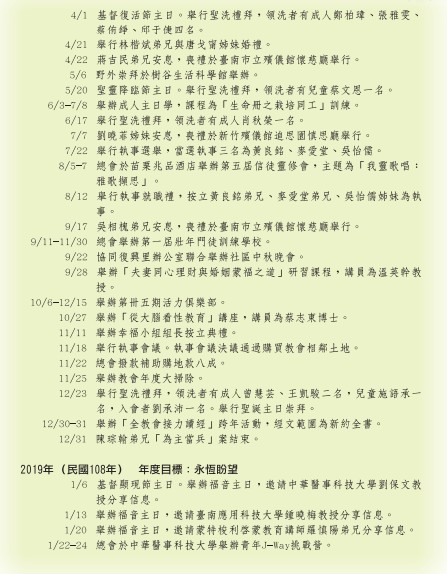 4/1 基督復活節主日。舉行聖洗禮拜，領洗者有成人鄭柏瑋、張雅雯、
蔡侑錚、邱于倢四名。
4/21 舉行林楷斌弟兄與唐戈甯姊妹婚禮。
4/22 蔣吉民弟兄安息，喪禮於臺南市立殯儀館懷慈廳舉行。
5/6 野外崇拜於樹谷生活科學館舉辦。
5/20 聖靈降臨節主日。舉行聖洗禮拜，領洗者有兒童蔡文恩一名。
6/3-7/8 舉辦成人主日學，課程為「生命冊之栽培同工」訓練。
6/17 舉行聖洗禮拜，領洗者有成人肖秋榮一名。
7/7 劉曉菲姊妹安息，喪禮於新竹殯儀館追思園慎思廳舉行。
7/22 舉行執事選舉，當選執事三名為黃良銘、麥愛堂、吳怡儒。
8/5-7 總會於苗栗兆品酒店舉辦第五屆信徒靈修會，主題為「我靈歌唱：
雅歌擷思」。
8/12 舉行執事就職禮，按立黃良銘弟兄、麥愛堂弟兄、吳怡儒姊妹為執
事。
9/17 吳相槐弟兄安息，喪禮於臺南市立殯儀館懷慈廳舉行。
9/11-11/30 總會舉辦第一屆壯年門徒訓練學校。
9/22 協同復興里辦公室聯合舉辦社區中秋晚會。
9/28 舉辦「夫妻同心理財與婚姻蒙福之道」研習課程，講員為溫英幹教
授。
10/6-12/15 舉辦第卅五期活力俱樂部。
10/27 舉辦「從大腦看性教育」講座，講員為蔡志東博士。
11/11 舉辦幸福小組組長按立典禮。
11/18 舉行執事會議。執事會議決議通過購買教會相鄰土地。
11/22 總會撥款補助購地款八成。
11/25 舉辦教會年度大掃除。
12/23 舉行聖洗禮拜，領洗者有成人曾慧芸、王凱駿二名，兒童施語承一
名，入會者劉承沛一名。舉行聖誕主日崇拜。
12/30-31 舉辦「全教會接力讀經」跨年活動，經文範圍為新約全書。
12/31 陳琮翰弟兄「為主當兵」案結束。
2019年（民國108年） 年度目標：永恆盼望
1/6 基督顯現節主日。舉辦福音主日，邀請中華醫事科技大學劉保文教
授分享信息。
1/13 舉辦福音主日，邀請臺南應用科技大學鍾曉梅教授分享信息。
1/20 舉辦福音主日，邀請蒙特梭利啓蒙教育講師羅慎陽弟兄分享信息。
1/22-24 總會於中華醫事科技大學舉辦青年J-Way挑戰營。